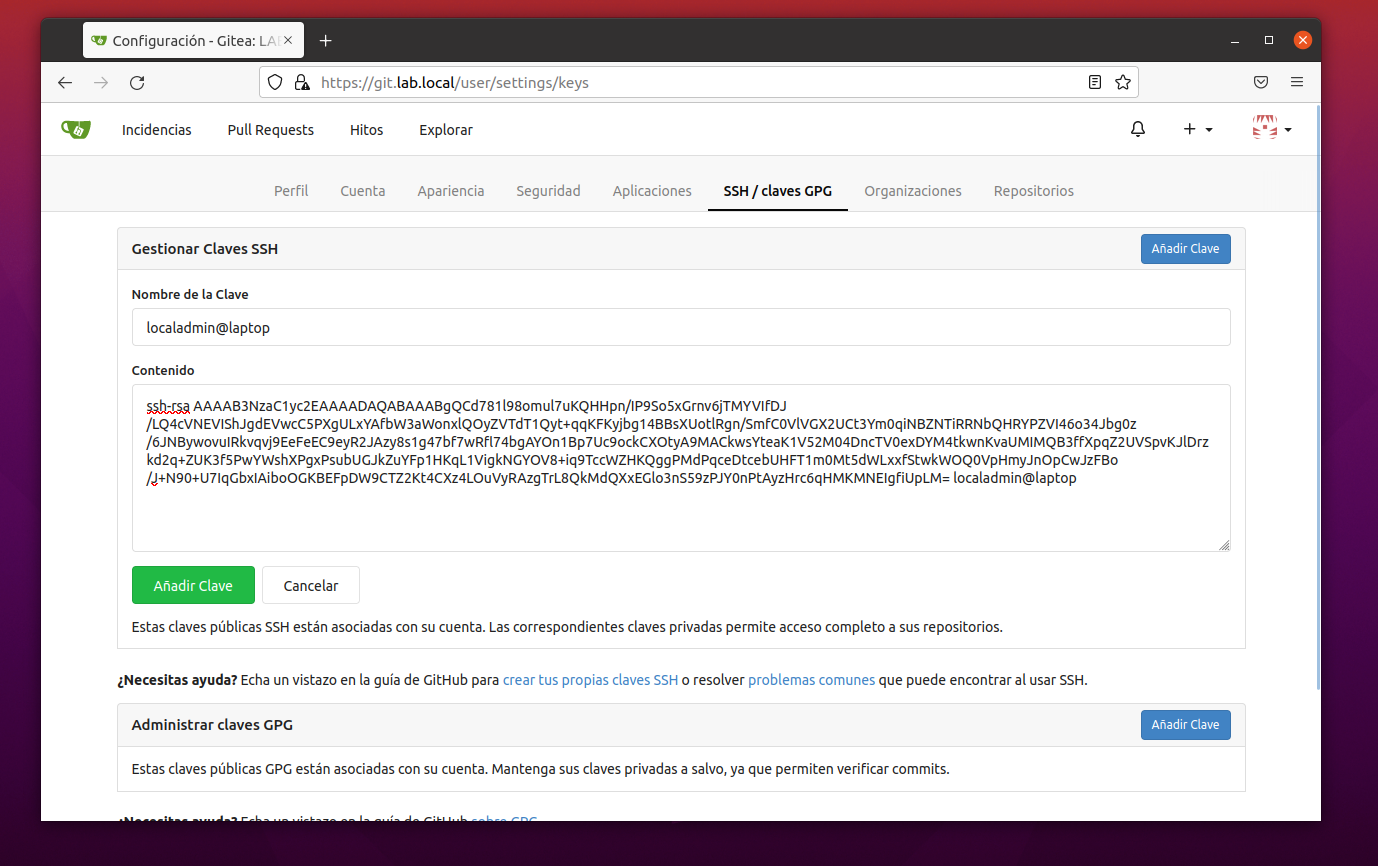 Configuración - Gitea: LA
https://git.lab.local/user/settings/keys
Incidencias Pull Requests Hitos Explorar
Perfil Cuenta Apariencia Seguridad Aplicaciones SSH / claves GPG Organizaciones Repositorios
Gestionar Claves SSH Añadir Clave
Nombre de la Clave
localadmin@laptop
Contenido
ssh-rsa AAAAB3NzaC1yc2EAAAADAQABAAABgQCd781l98omul7uKQHHpn/IP9So5xGrnv6jTMYVIfDJ
/LQ4cVNEVIShJgdEVwcC5PXgULxYAfbW3aWonxlQOyZVTdT1Qyt+qqKFKyjbg14BBsXUotlRgn/SmfC0VlVGX2UCt3Ym0qiNBZNTiRRNbQHRYPZVI46o34Jbg0z
/6JNBywovuIRkvqvj9EeFeEC9eyR2JAzy8s1g47bf7wRfl74bgAYOn1Bp7Uc9ockCXOtyA9MACkwsYteaK1V52M04DncTV0exDYM4tkwnKvaUMIMQB3ffXpqZ2UVSpvKJlDrz
kd2q+ZUK3f5PwYWshXPgxPsubUGJkZuYFp1HKqL1VigkNGYOV8+iq9TccWZHKQggPMdPqceDtcebUHFT1m0Mt5dWLxxfStwkWOQ0VpHmyJnOpCwJzFBo
/J+N90+U7IqGbxIAiboOGKBEFpDW9CTZ2Kt4CXz4LOuVyRAzgTrL8QkMdQXxEGlo3nS59zPJY0nPtAyzHrc6qHMKMNEIgfiUpLM= localadmin@laptop
Añadir Clave Cancelar
Estas claves públicas SSH están asociadas con su cuenta. Las correspondientes claves privadas permite acceso completo a sus repositorios.
¿Necesitas ayuda? Echa un vistazo en la guía de GitHub para crear tus propias claves SSH o resolver problemas comunes que puede encontrar al usar SSH.
Administrar claves GPG Añadir Clave
Estas claves públicas GPG están asociadas con su cuenta. Mantenga sus claves privadas a salvo, ya que permiten verificar commits.
¿Necesitas ayuda? Echa un vistazo en la guía de GitHub sobre GPG